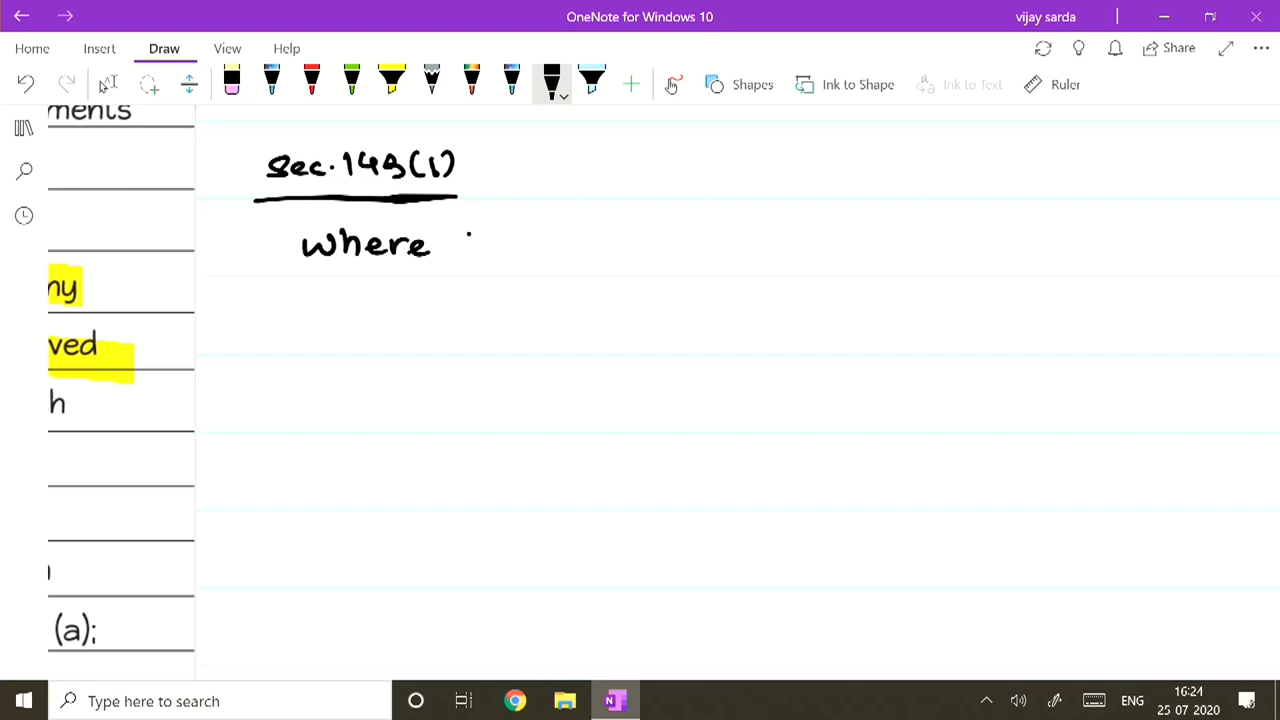 OneNote for Windows 10
vijay sarda
Home Insert Draw View Help
Share
Shapes Ink to Shape Ink to Text Ruler
ments
Sec. 143(1)
where
ny
ved
h
(a);
Type here to search
ENG
16:24
25-07-2020
3